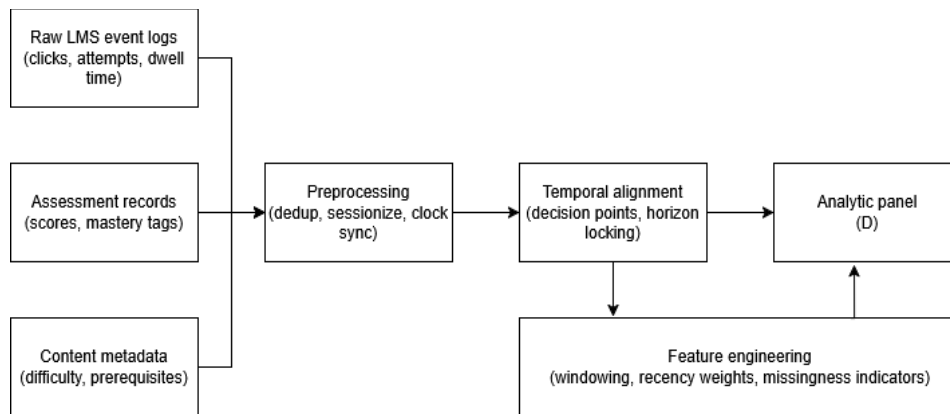 Raw LMS event logs
(clicks, attempts, dwell
time)
Assessment records
(scores, mastery tags)
Content metadata
(difficulty, prerequisites)
Preprocessing
(dedup, sessionize, clock
sync)
Temporal alignment
(decision points, horizon
locking)
Analytic panel
(D)
Feature engineering
(windowing, recency weights, missingness indicators)